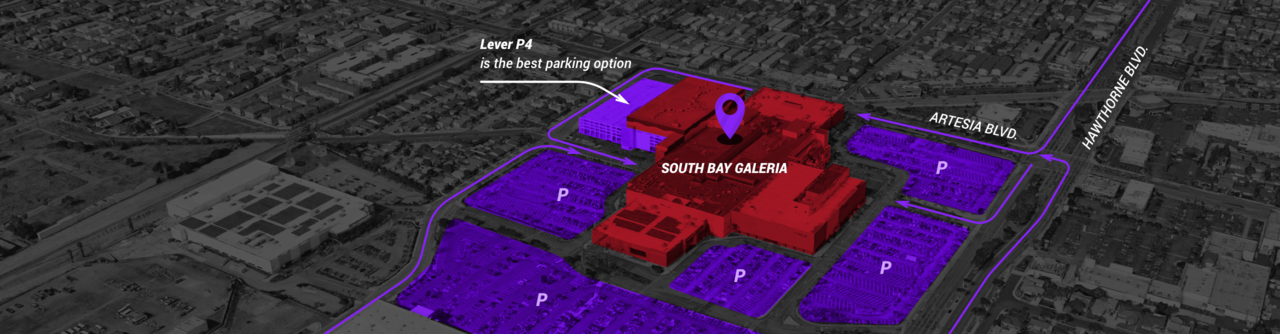 Lever P4
is the best parking option
ARTESIA BLVD.
HAWTHORNE BLVD.
SOUTH BAY GALERIA
P
P
P
P
P